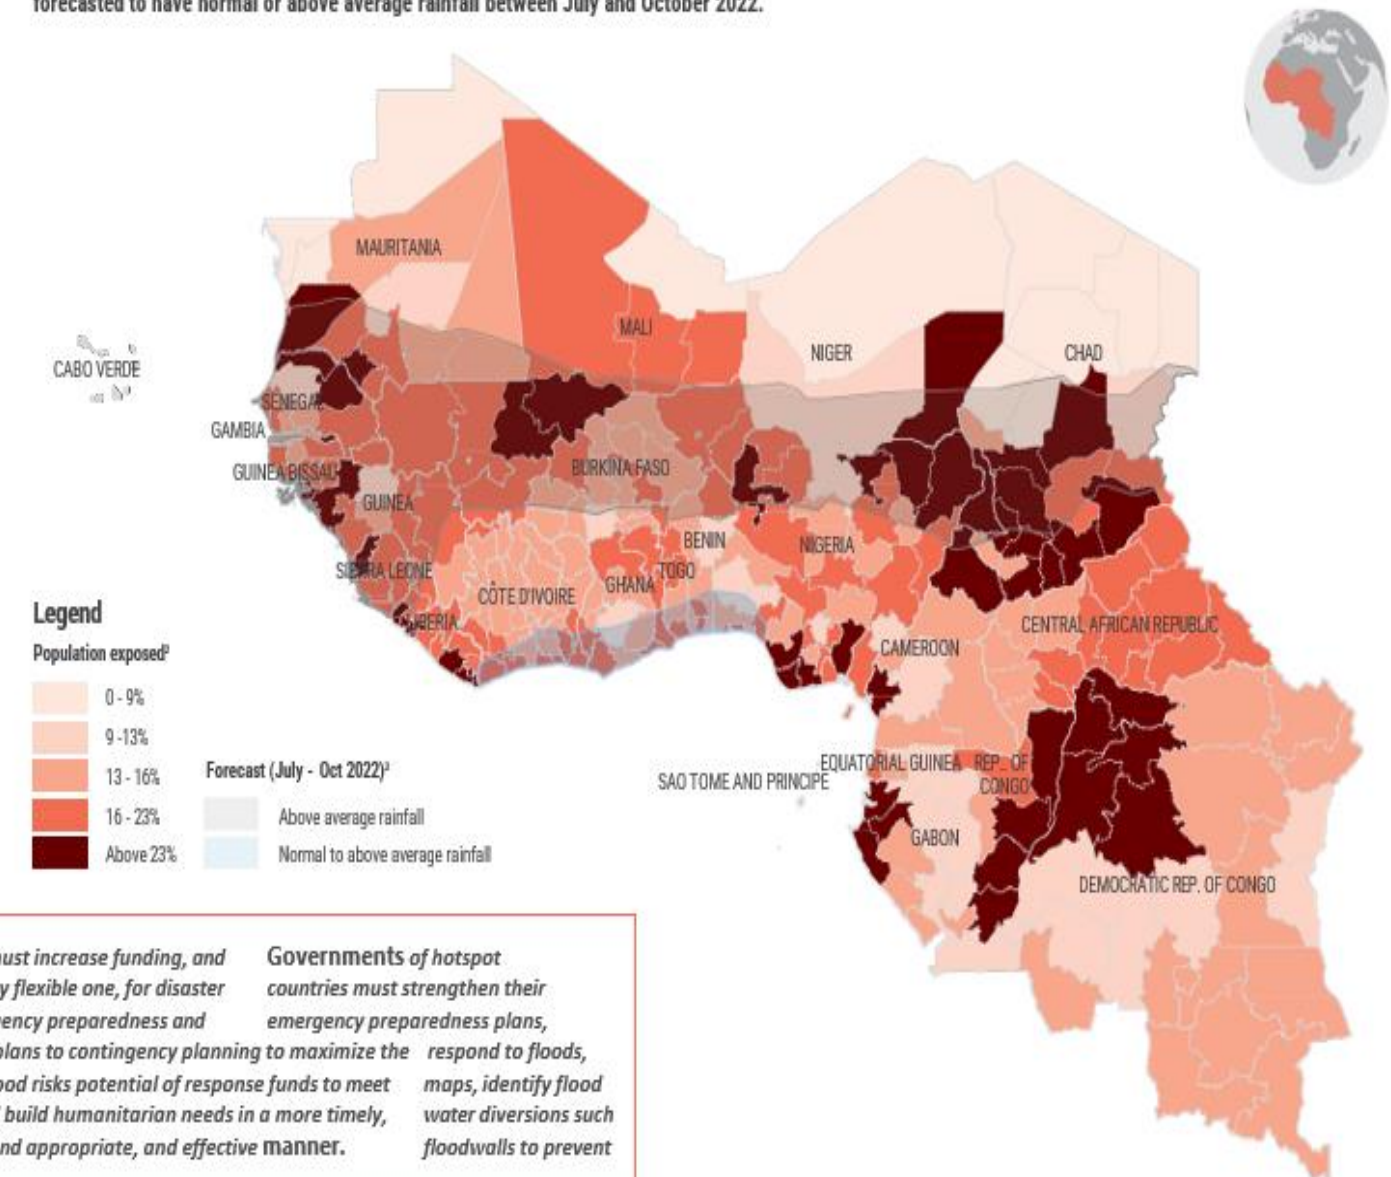 forecasted to have normal or above average rainfall between July and October 2022.
MAURITANIA
MALI
NIGER
CHAD
CABO VERDE
SENEGAL
GAMBIA
GUINEA BISSAU
BURKINA FASO
GUINEA
BENIN
NIGERIA
SIERRA LEONE
TOGO
GHANA
CÔTE D'IVOIRE
LIBERIA
CENTRAL AFRICAN REPUBLIC
CAMEROON
EQUATORIAL GUINEA
REP. OF
CONGO
SAO TOME AND PRINCIPE
GABON
DEMOCRATIC REP. OF CONGO
Legend
Population exposed²
0 - 9%
9 -13%
13 - 16%
16 - 23%
Above 23%
Forecast (July - Oct 2022)³
Above average rainfall
Normal to above average rainfall
must increase funding, and Governments of hotspot
y flexible one, for disaster countries must strengthen their
gency preparedness and emergency preparedness plans,
plans to contingency planning to maximize the respond to floods,
ood risks potential of response funds to meet maps, identify flood
build humanitarian needs in a more timely, water diversions such
and appropriate, and effective manner. floodwalls to prevent